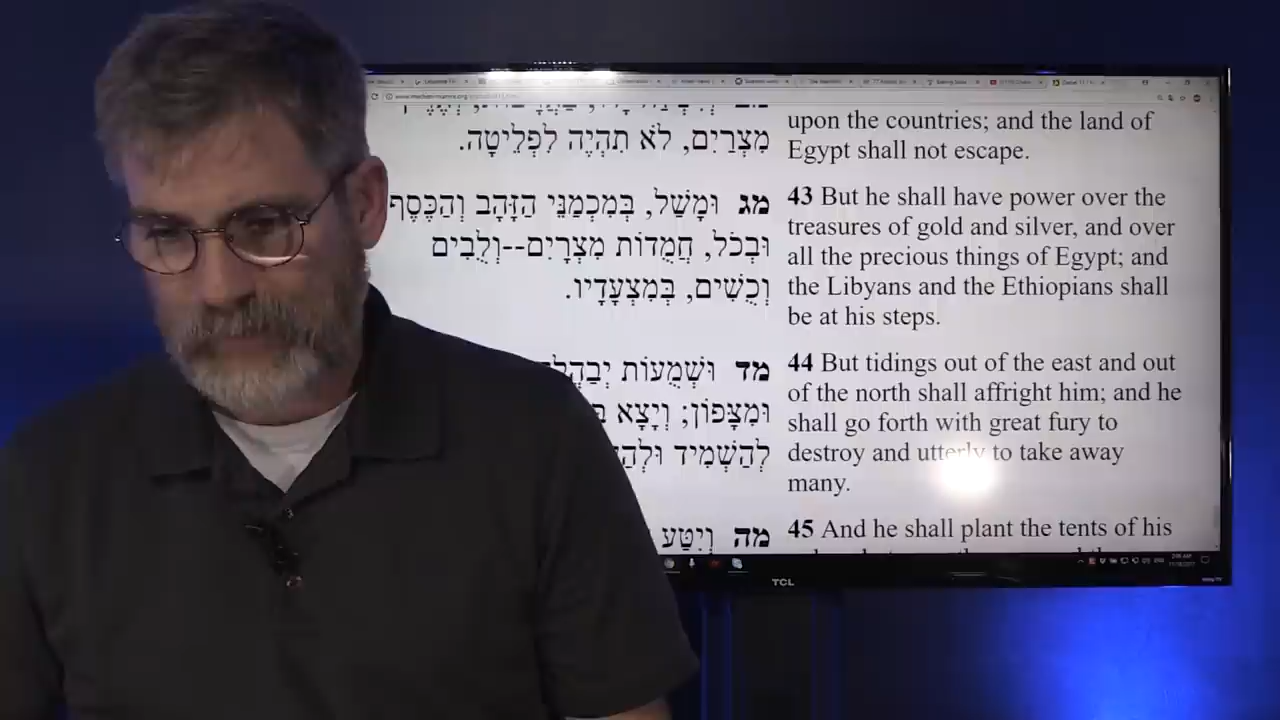 www.mechon-mamre.org
מִצְרַיִם, לֹא תִהְיֶה לִפְלֵיטָה.
מג וּמָשַׁל, בְּמִכְמַנֵּי הַזָּהָב וְהַכֶּסֶף
וּבְכֹל, חֲמֻדוֹת מִצְרָיִם--וְלֻבִים
וְכֻשִׁים, בְּמִצְעָדָיו.
מד וּשְׁמֻעוֹת
וּמִצָּפוֹן; וְיָצָא
לְהַשְׁמִיד
מה וְיִטַּע
upon the countries; and the land of
Egypt shall not escape.
43 But he shall have power over the
treasures of gold and silver, and over
all the precious things of Egypt; and
the Libyans and the Ethiopians shall
be at his steps.
44 But tidings out of the east and out
of the north shall affright him; and he
shall go forth with great fury to
destroy and utterly to take away
many.
45 And he shall plant the tents of his
TCL